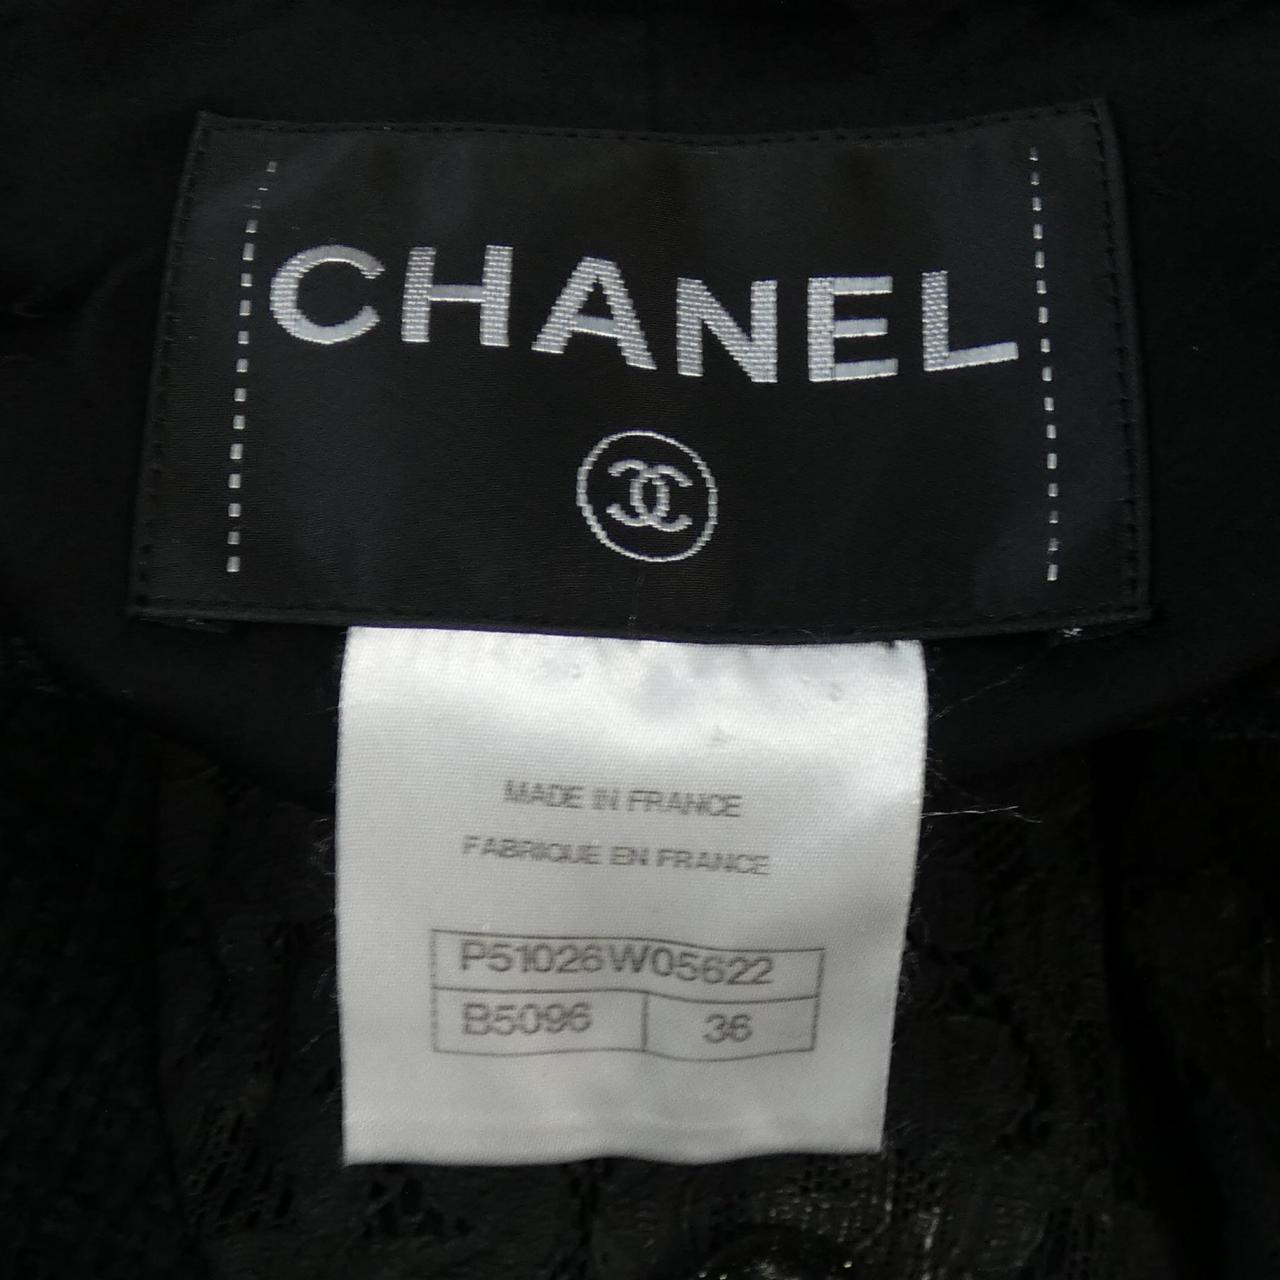 CHANEL
MADE IN FRANCE
FABRIQUE EN FRANCE
P51026W05622
B5096 36